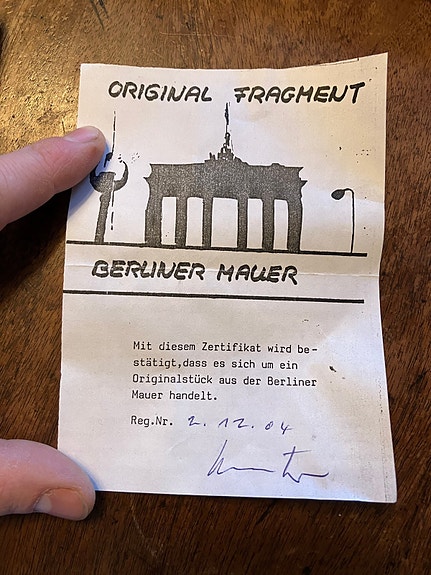 ORIGINAL FRAGMENT
BERLINER MAUER
Mit diesem Zertifikat wird be-
stätigt,dass es sich um ein
Originalstück aus der Berliner
Mauer handelt.
Reg.Nr. 2.12.04